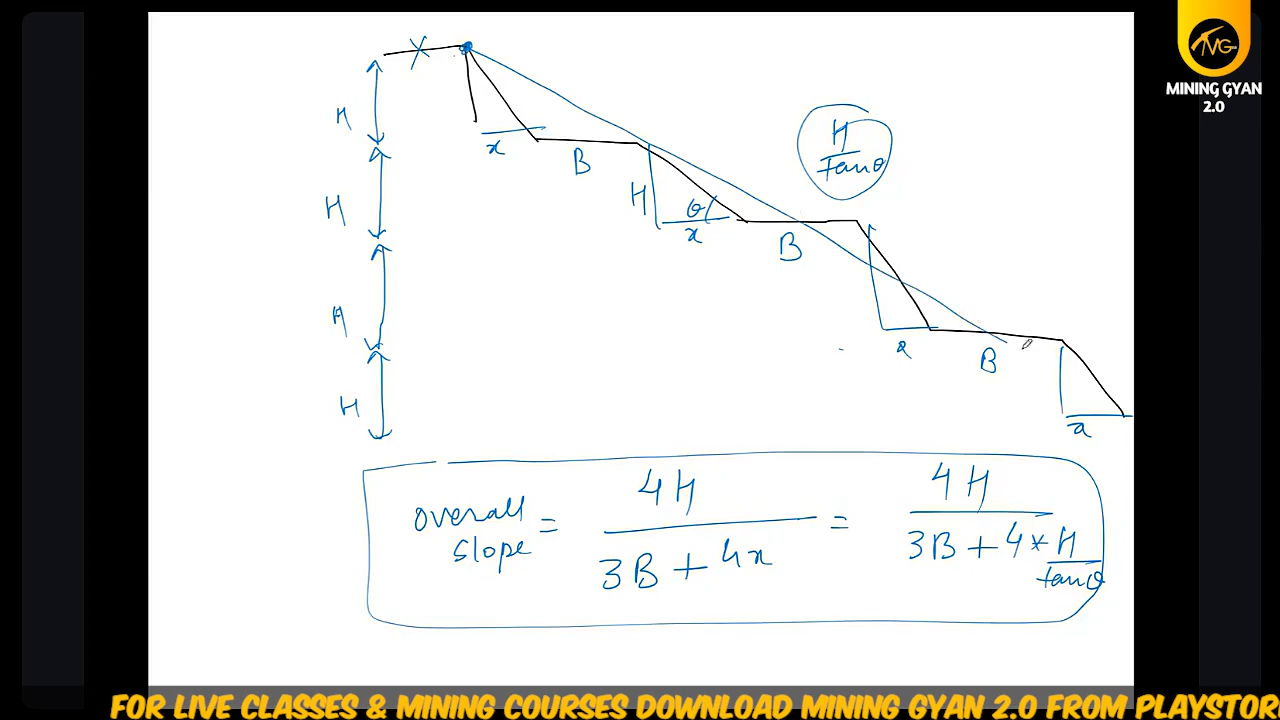 MG
MINING GYAN
2.0
H
x
B
H
tanθ
H
H
θ
x
B
H
x
B
H
x
overall slope = 4H / 3B + 4x = 4H / 3B + 4 * H / tanθ
FOR LIVE CLASSES & MINING COURSES DOWNLOAD MINING GYAN 2.0 FROM PLAYSTOR